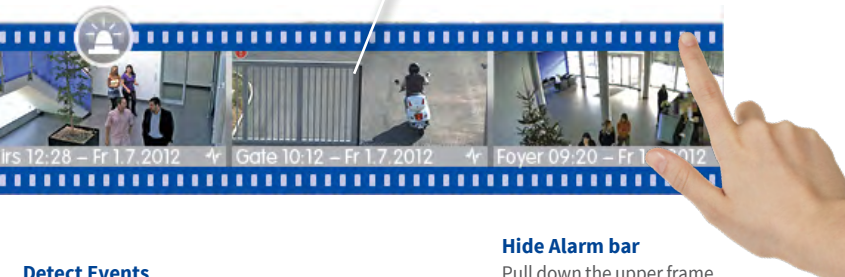 irs 12:28 – Fr 1.7.2012
Gate 10:12 – Fr 1.7.2012
Foyer 09:20 – Fr 1 012
Hide Alarm bar
Detect Events
Pull down the upper frame